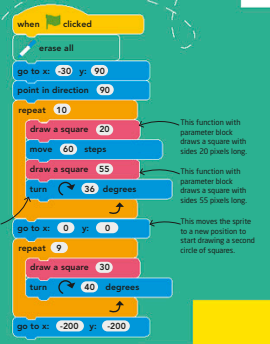 when clicked
erase all
go to x: -30 y: 90
point in direction 90
repeat 10
draw a square 20
move 60 steps
draw a square 55
turn 36 degrees
go to x: 0 y: 0
repeat 9
draw a square 30
turn 40 degrees
go to x: -200 y: -200
This function with
parameter block
draws a square with
sides 20 pixels long.
This function with
parameter block
draws a square with
sides 55 pixels long.
This moves the sprite
to a new position to
start drawing a second
circle of squares.